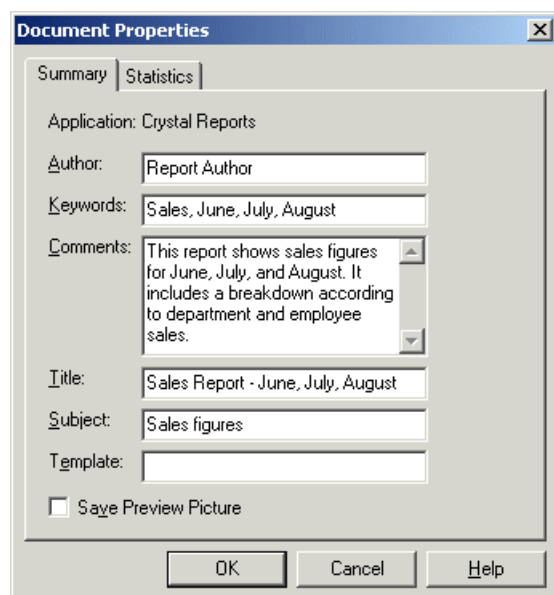 Document Properties
Summary Statistics
Application: Crystal Reports
Author: Report Author
Keywords: Sales, June, July, August
Comments: This report shows sales figures
for June, July, and August. It
includes a breakdown according
to department and employee
sales.
Title: Sales Report - June, July, August
Subject: Sales figures
Template:
Save Preview Picture
OK Cancel Help